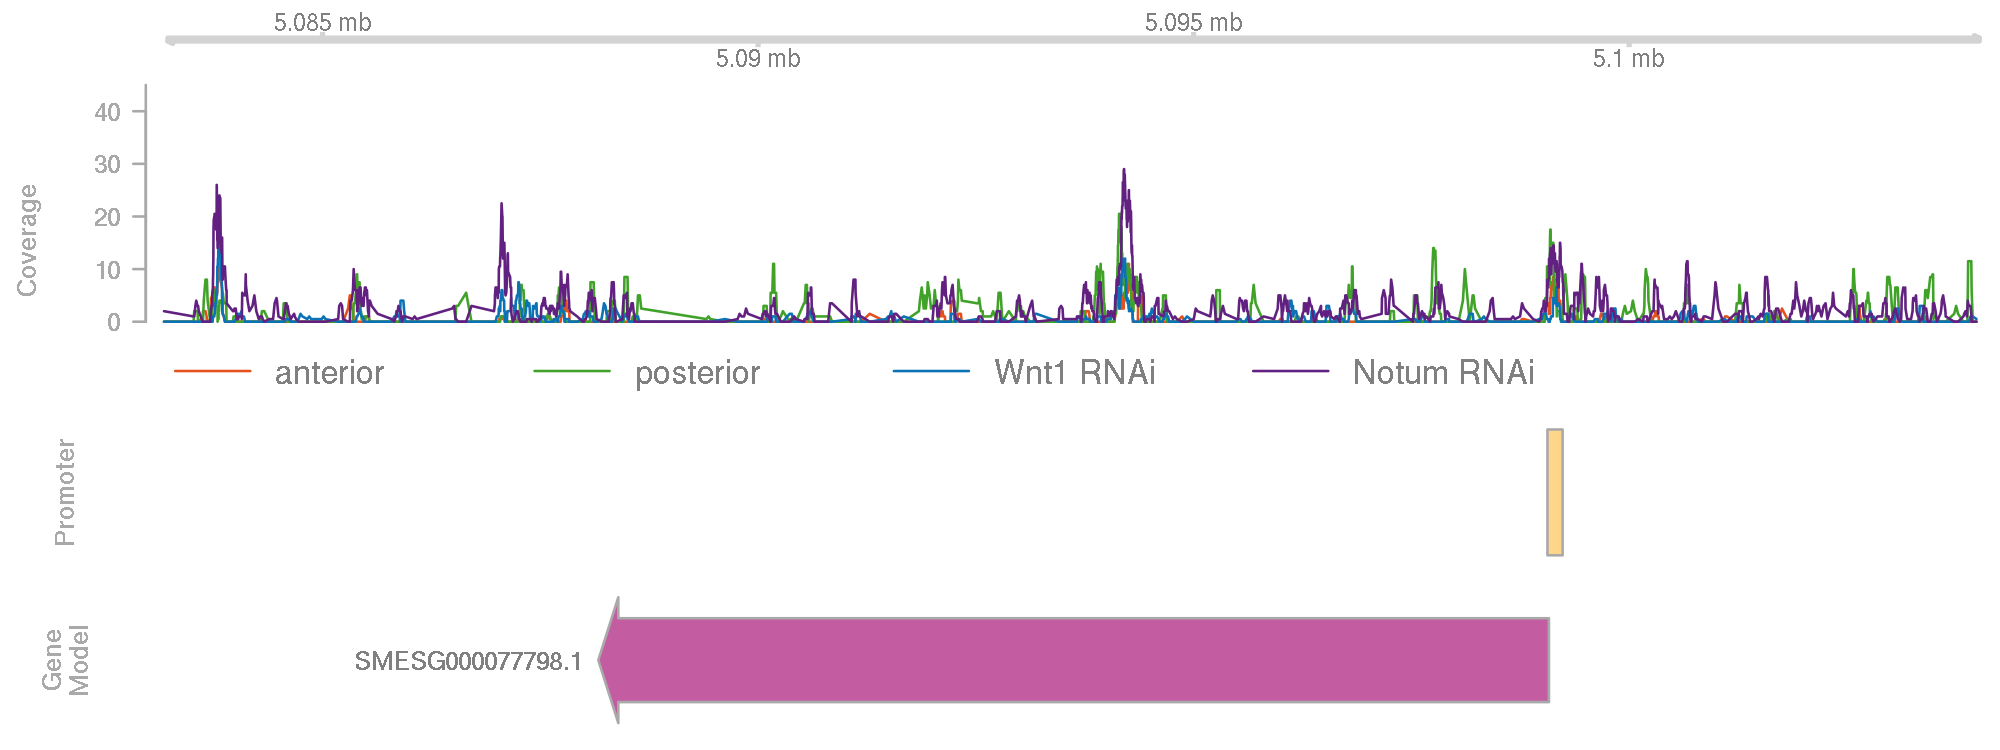 5.085 mb
5.095 mb
5.09 mb
5.1 mb
Coverage
40
30
20
10
0
anterior
posterior
Wnt1 RNAi
Notum RNAi
Promoter
Gene
Model
SMESG000077798.1